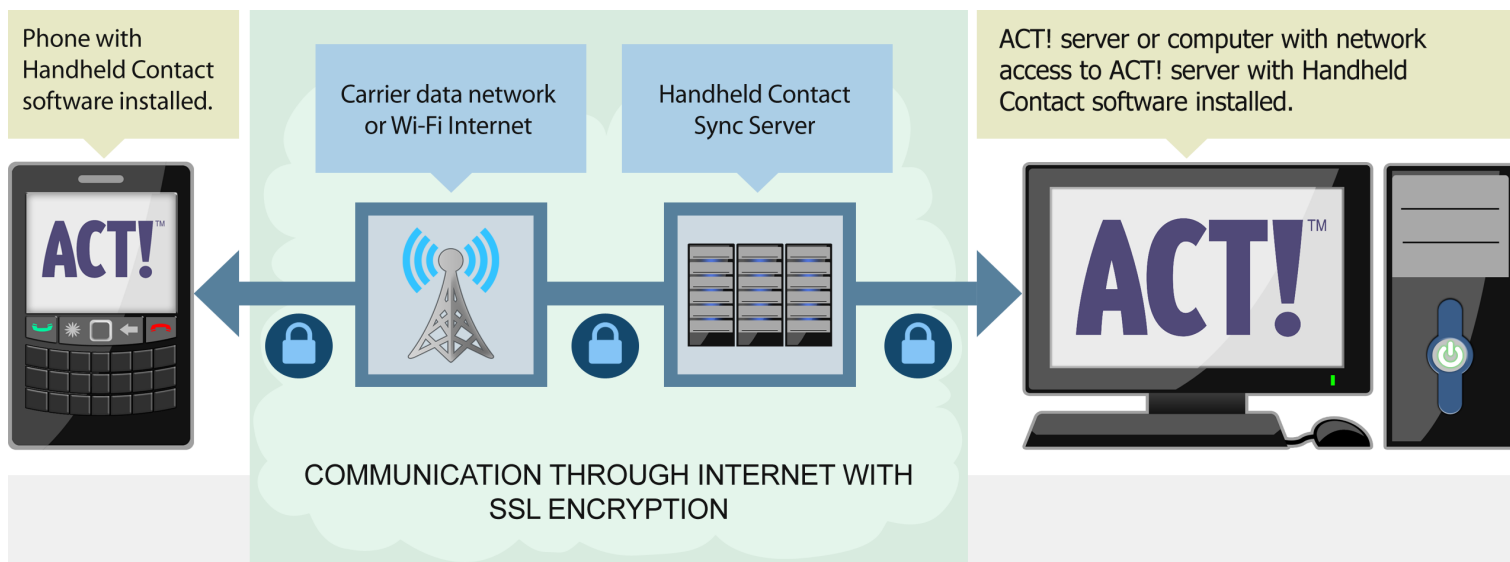 Phone with
Handheld Contact
software installed.
Carrier data network
or Wi-Fi Internet
Handheld Contact
Sync Server
ACT! server or computer with network
access to ACT! server with Handheld
Contact software installed.
ACT!™
ACT!™
COMMUNICATION THROUGH INTERNET WITH
SSL ENCRYPTION